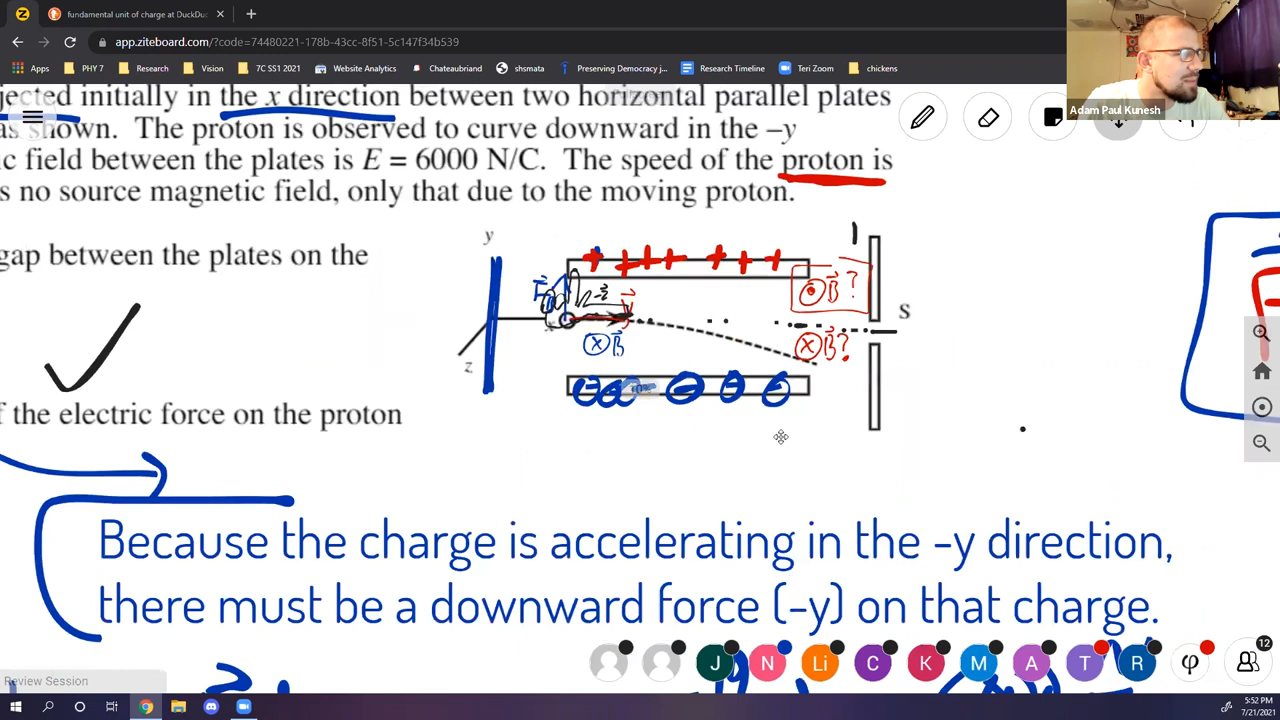 fundamental unit of charge at DuckDu
app.ziteboard.com/?code=74480221-178b-43cc-8f51-5c147f34b539
Apps PHY 7 Research Vision 7C SS1 2021 Website Analytics Chateaubriand shsmata Preserving Democracy j... Research Timeline Teri Zoom chickens
Adam Paul Kunesh
jected initially in the x direction between two horizontal parallel plates
as shown. The proton is observed to curve downward in the –y
ic field between the plates is E = 6000 N/C. The speed of the proton is
s no source magnetic field, only that due to the moving proton.
y
gap between the plates on the
+ + + + + + +
B?
S
B
B?
z
f the electric force on the proton
Because the charge is accelerating in the -y direction,
there must be a downward force (-y) on that charge.
J N Li C K M A T R φ 12
Review Session
5:52 PM
7/21/2021